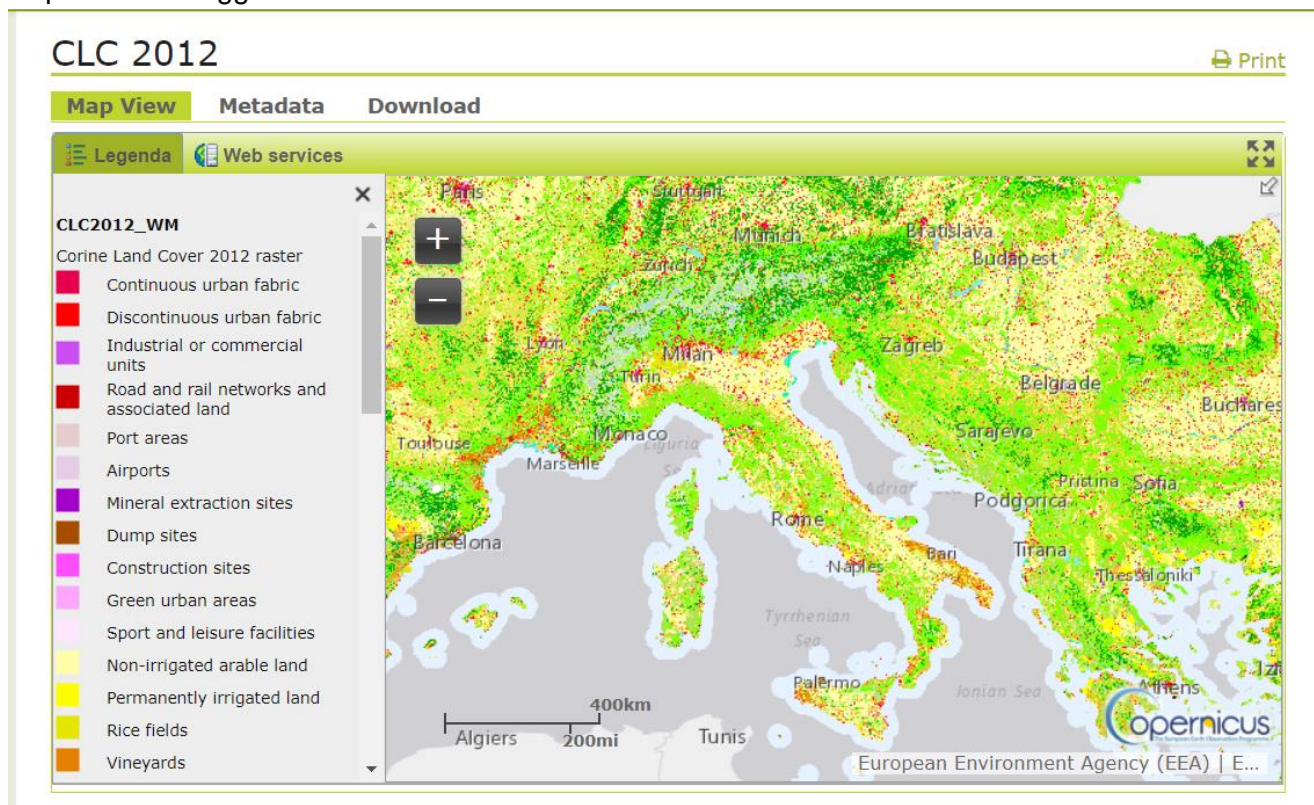 CLC 2012
Print
Map View Metadata Download
Legenda Web services
CLC2012_WM
Corine Land Cover 2012 raster
Continuous urban fabric
Discontinuous urban fabric
Industrial or commercial
units
Road and rail networks and
associated land
Port areas
Airports
Mineral extraction sites
Dump sites
Construction sites
Green urban areas
Sport and leisure facilities
Non-irrigated arable land
Permanently irrigated land
Rice fields
Vineyards
Paris
Stuttgart
Munich
Bratislava
Budapest
Zurich
Lyon
Milan
Zagreb
Turin
Belgrade
Buchares
Toulouse
Monaco
Sarajevo
Marseille
Liguria
Pristina Sofia
Podgorica
Rome
Barcelona
Naples
Bari
Tirana
Thessaloniki
Tyrrhenian
Sea
Palermo
Ionian Sea
Athens
400km
200mi
Algiers
Tunis
opernicus
European Environment Agency (EEA) | E...